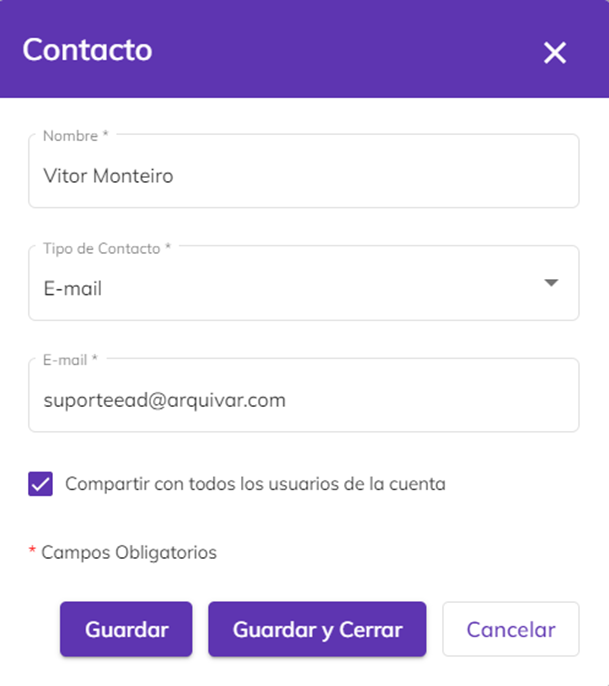 Contacto
Nombre *
Vitor Monteiro
Tipo de Contacto *
E-mail
E-mail *
suporteead@arquivar.com
Compartir con todos los usuarios de la cuenta
* Campos Obligatorios
Guardar
Guardar y Cerrar
Cancelar